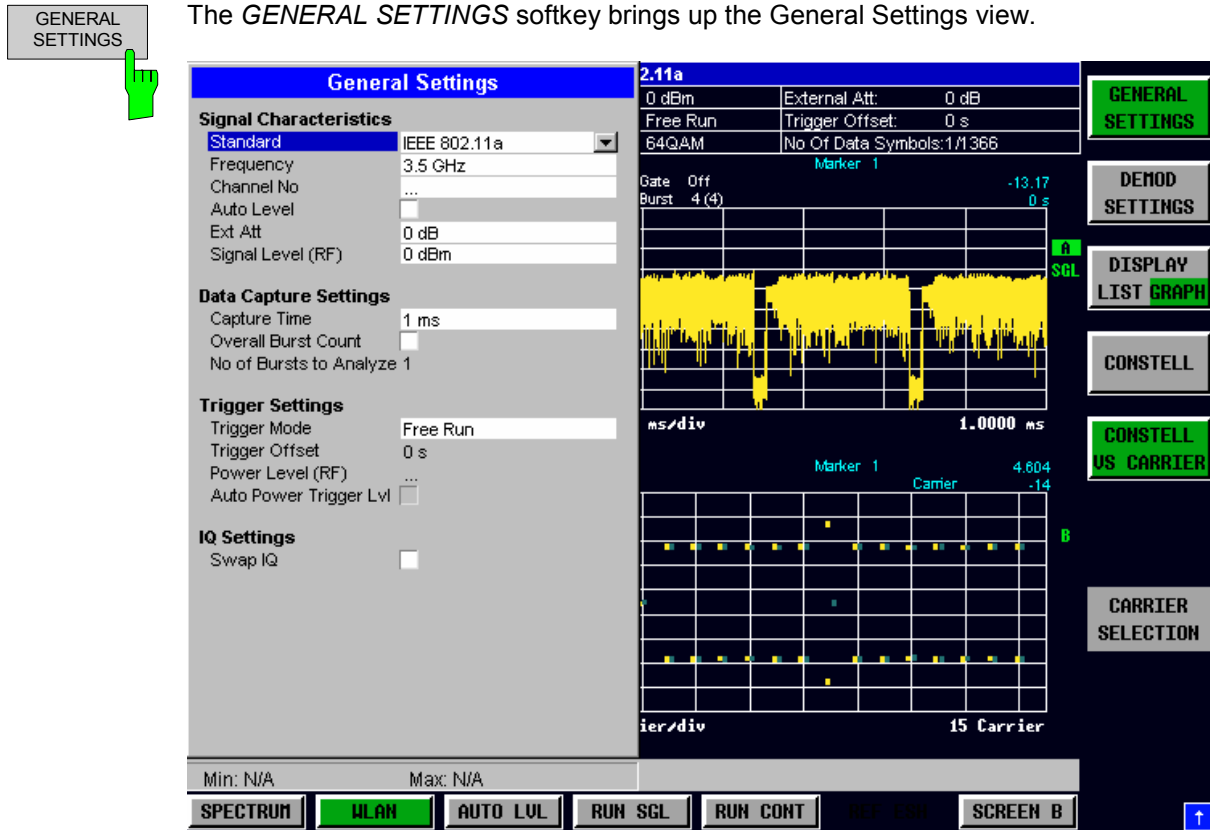 GENERAL
SETTINGS
The GENERAL SETTINGS softkey brings up the General Settings view.
General Settings
Signal Characteristics
Standard IEEE 802.11a
Frequency 3.5 GHz
Channel No ...
Auto Level
Ext Att 0 dB
Signal Level (RF) 0 dBm
Data Capture Settings
Capture Time 1 ms
Overall Burst Count
No of Bursts to Analyze 1
Trigger Settings
Trigger Mode Free Run
Trigger Offset 0 s
Power Level (RF) ...
Auto Power Trigger Lvl
IQ Settings
Swap IQ
Min: N/A Max: N/A
2.11a
0 dBm External Att: 0 dB
Free Run Trigger Offset: 0 s
64QAM No Of Data Symbols:1/1366
Marker 1
Gate Off -13.17
Burst 4 (4) 0 s
A
SGL
ms/div 1.0000 ms
Marker 1 4.604
Carrier -14
B
ier/div 15 Carrier
GENERAL
SETTINGS
DEMOD
SETTINGS
DISPLAY
LIST GRAPH
CONSTELL
CONSTELL
VS CARRIER
CARRIER
SELECTION
SPECTRUM WLAN AUTO LVL RUN SGL RUN CONT SCREEN B